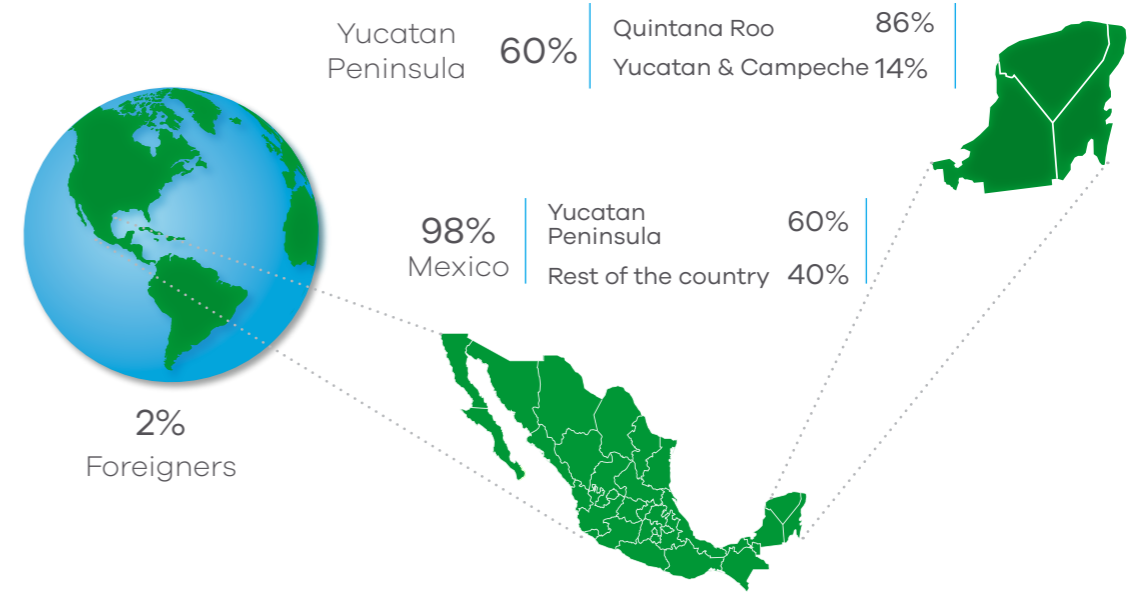 Yucatan
Peninsula
60%
Quintana Roo 86%
Yucatan & Campeche 14%
98%
Mexico
Yucatan
Peninsula
60%
Rest of the country 40%
2%
Foreigners